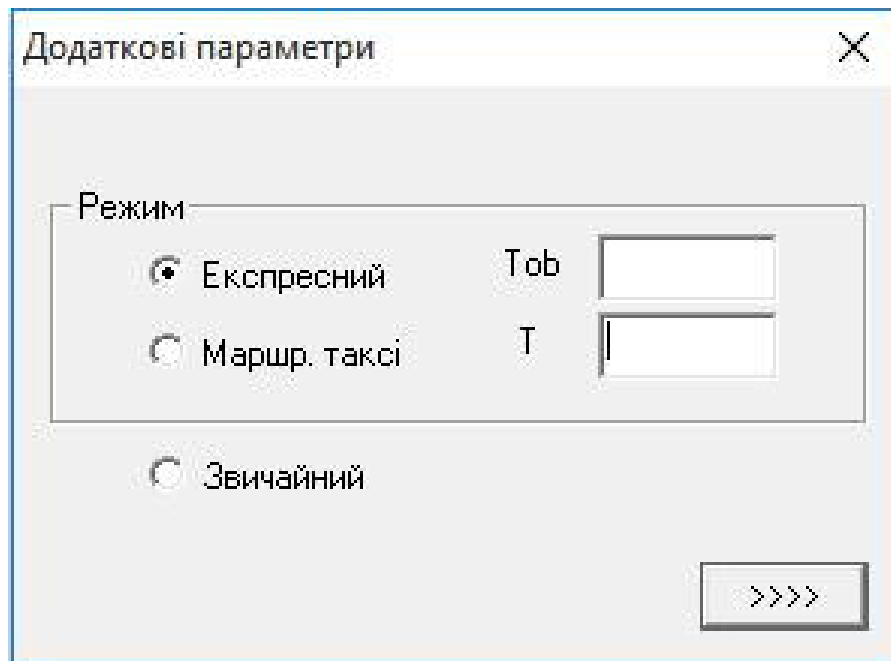 Додаткові параметри
Режим
Експресний Tob
Маршр. таксі T
Звичайний
>>>>